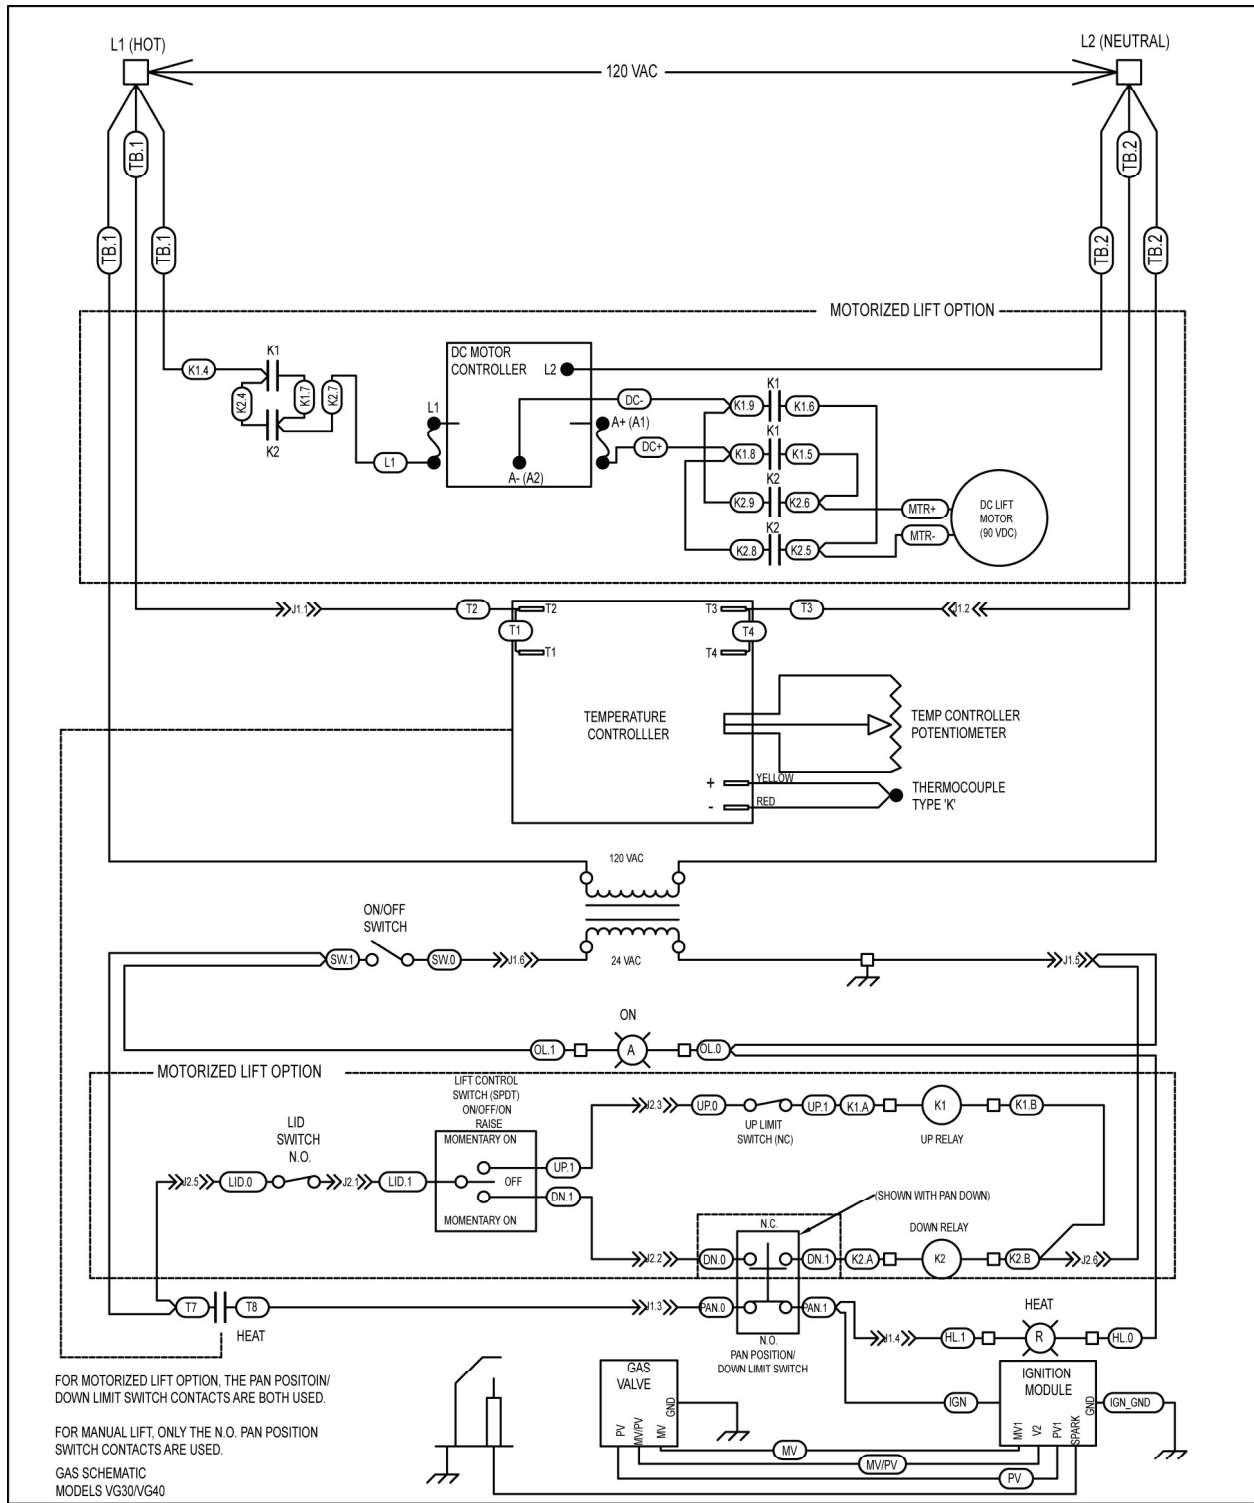 L1 (HOT)
L2 (NEUTRAL)
120 VAC
TB.1
TB.2
TB.1
TB.1
TB.2
TB.2
MOTORIZED LIFT OPTION
K1
K1.4
K2.4
K1.7
K2.7
K2
L1
DC MOTOR
CONTROLLER
L2
L1
A+ (A1)
A- (A2)
DC-
DC+
K1
K1.9
K1.6
K1
K1.8
K1.5
K2
K2.9
K2.6
K2
K2.8
K2.5
MTR+
MTR-
DC LIFT
MOTOR
(90 VDC)
J1.1
T2
T2
T1
T1
T3
T3
T4
T4
J1.2
TEMPERATURE
CONTROLLLER
TEMP CONTROLLER
POTENTIOMETER
+
YELLOW
-
RED
THERMOCOUPLE
TYPE 'K'
120 VAC
24 VAC
ON/OFF
SWITCH
SW.1
SW.0
J1.6
J1.5
ON
OL.1
A
OL.0
MOTORIZED LIFT OPTION
LIFT CONTROL
SWITCH (SPDT)
ON/OFF/ON
RAISE
MOMENTARY ON
OFF
MOMENTARY ON
LID
SWITCH
N.O.
J2.5
LID.0
J2.1
LID.1
UP.1
DN.1
J2.3
UP.0
UP.1
K1.A
K1
K1.B
UP LIMIT
SWITCH (NC)
UP RELAY
(SHOWN WITH PAN DOWN)
N.C.
DOWN RELAY
J2.2
DN.0
DN.1
K2.A
K2
K2.B
J2.6
T7
T8
HEAT
J1.3
PAN.0
PAN.1
N.O.
PAN POSITION/
DOWN LIMIT SWITCH
HEAT
J1.4
HL.1
R
HL.0
FOR MOTORIZED LIFT OPTION, THE PAN POSITOIN/
DOWN LIMIT SWITCH CONTACTS ARE BOTH USED.
FOR MANUAL LIFT, ONLY THE N.O. PAN POSITION
SWITCH CONTACTS ARE USED.
GAS SCHEMATIC
MODELS VG30/VG40
GAS
VALVE
PV
MV/PV
MV
GND
IGNITION
MODULE
MV1
V2
PV1
SPARK
GND
IGN
IGN_GND
MV
MV/PV
PV